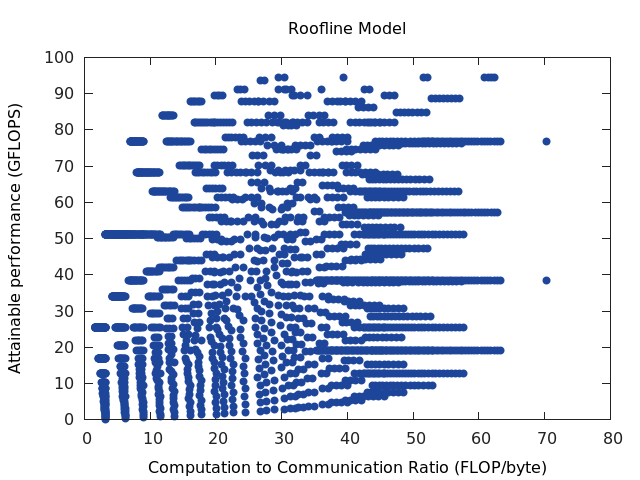 Roofline Model
Attainable performance (GFLOPS)
100
90
80
70
60
50
40
30
20
10
0
0 10 20 30 40 50 60 70 80
Computation to Communication Ratio (FLOP/byte)